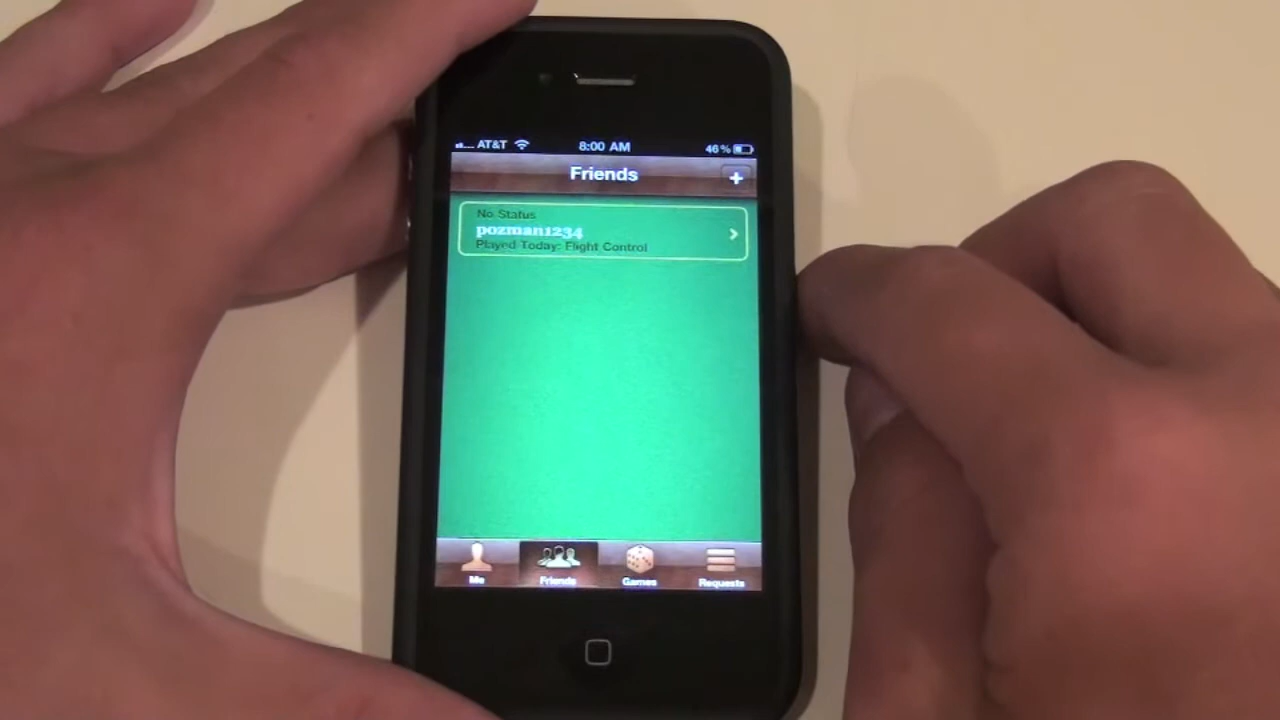 AT&T 8:00 AM 46%
Friends +
No Status
pozman1234
Played Today: Flight Control
Me Friends Games Requests